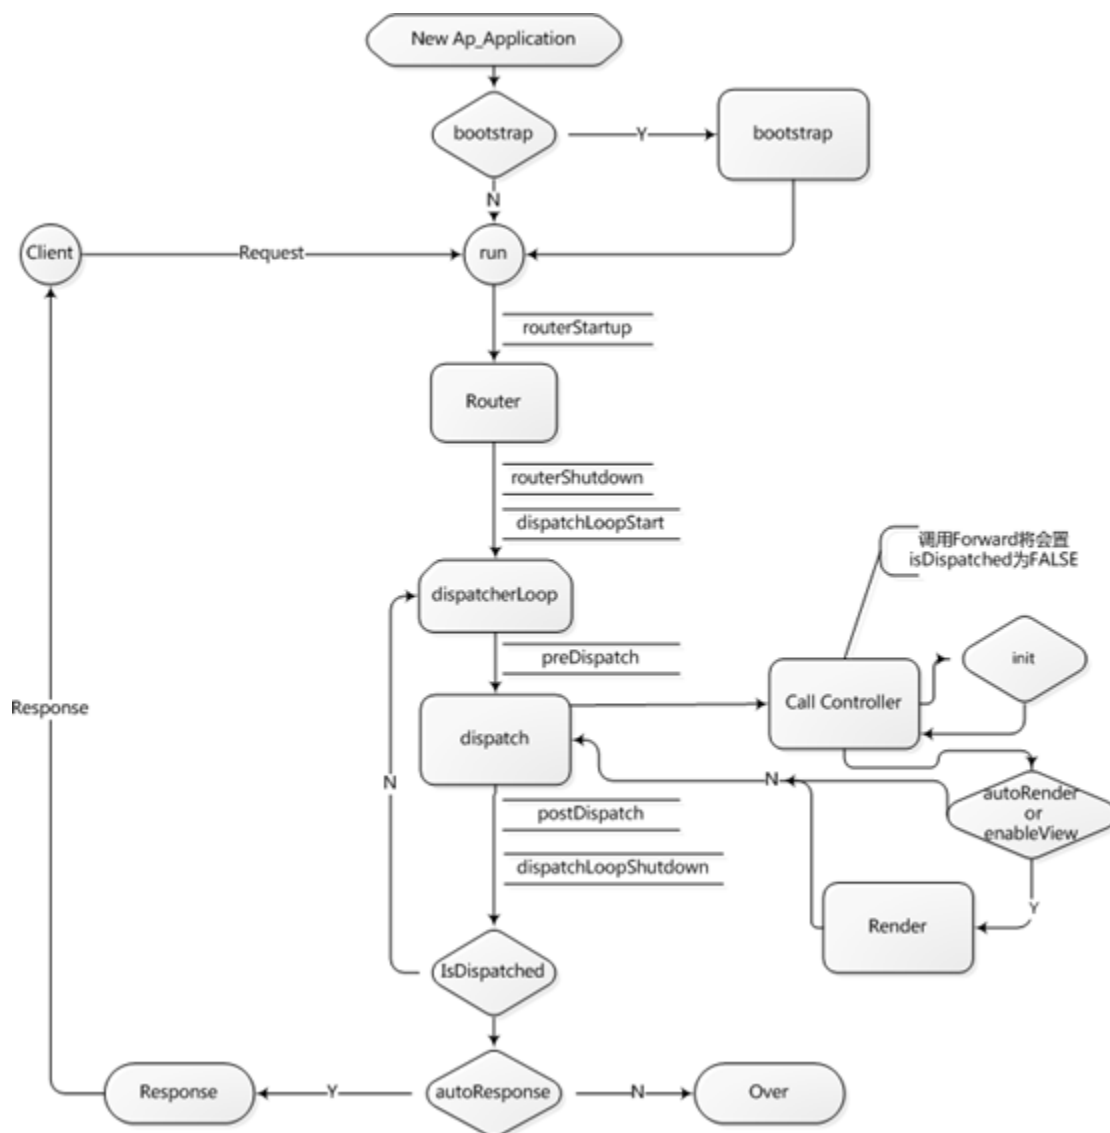 New Ap_Application
bootstrap
Y
bootstrap
N
Client
Request
run
routerStartup
Router
routerShutdown
dispatchLoopStart
调用Forward将会置
isDispatched为FALSE
dispatcherLoop
preDispatch
init
Call Controller
Response
dispatch
N
N
autoRender
or
enableView
postDispatch
dispatchLoopShutdown
Y
Render
IsDispatched
Response
Y
autoResponse
N
Over